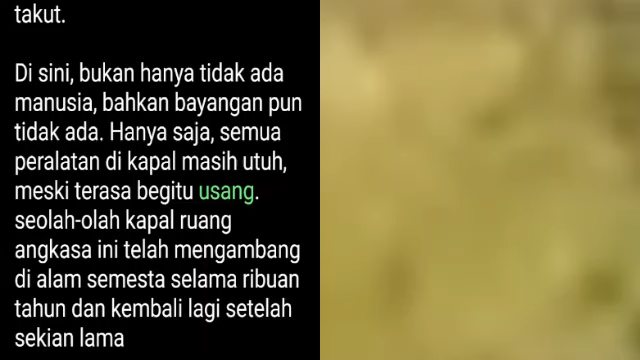 takut.
Di sini, bukan hanya tidak ada
manusia, bahkan bayangan pun
tidak ada. Hanya saja, semua
peralatan di kapal masih utuh,
meski terasa begitu usang.
seolah-olah kapal ruang
angkasa ini telah mengambang
di alam semesta selama ribuan
tahun dan kembali lagi setelah
sekian lama